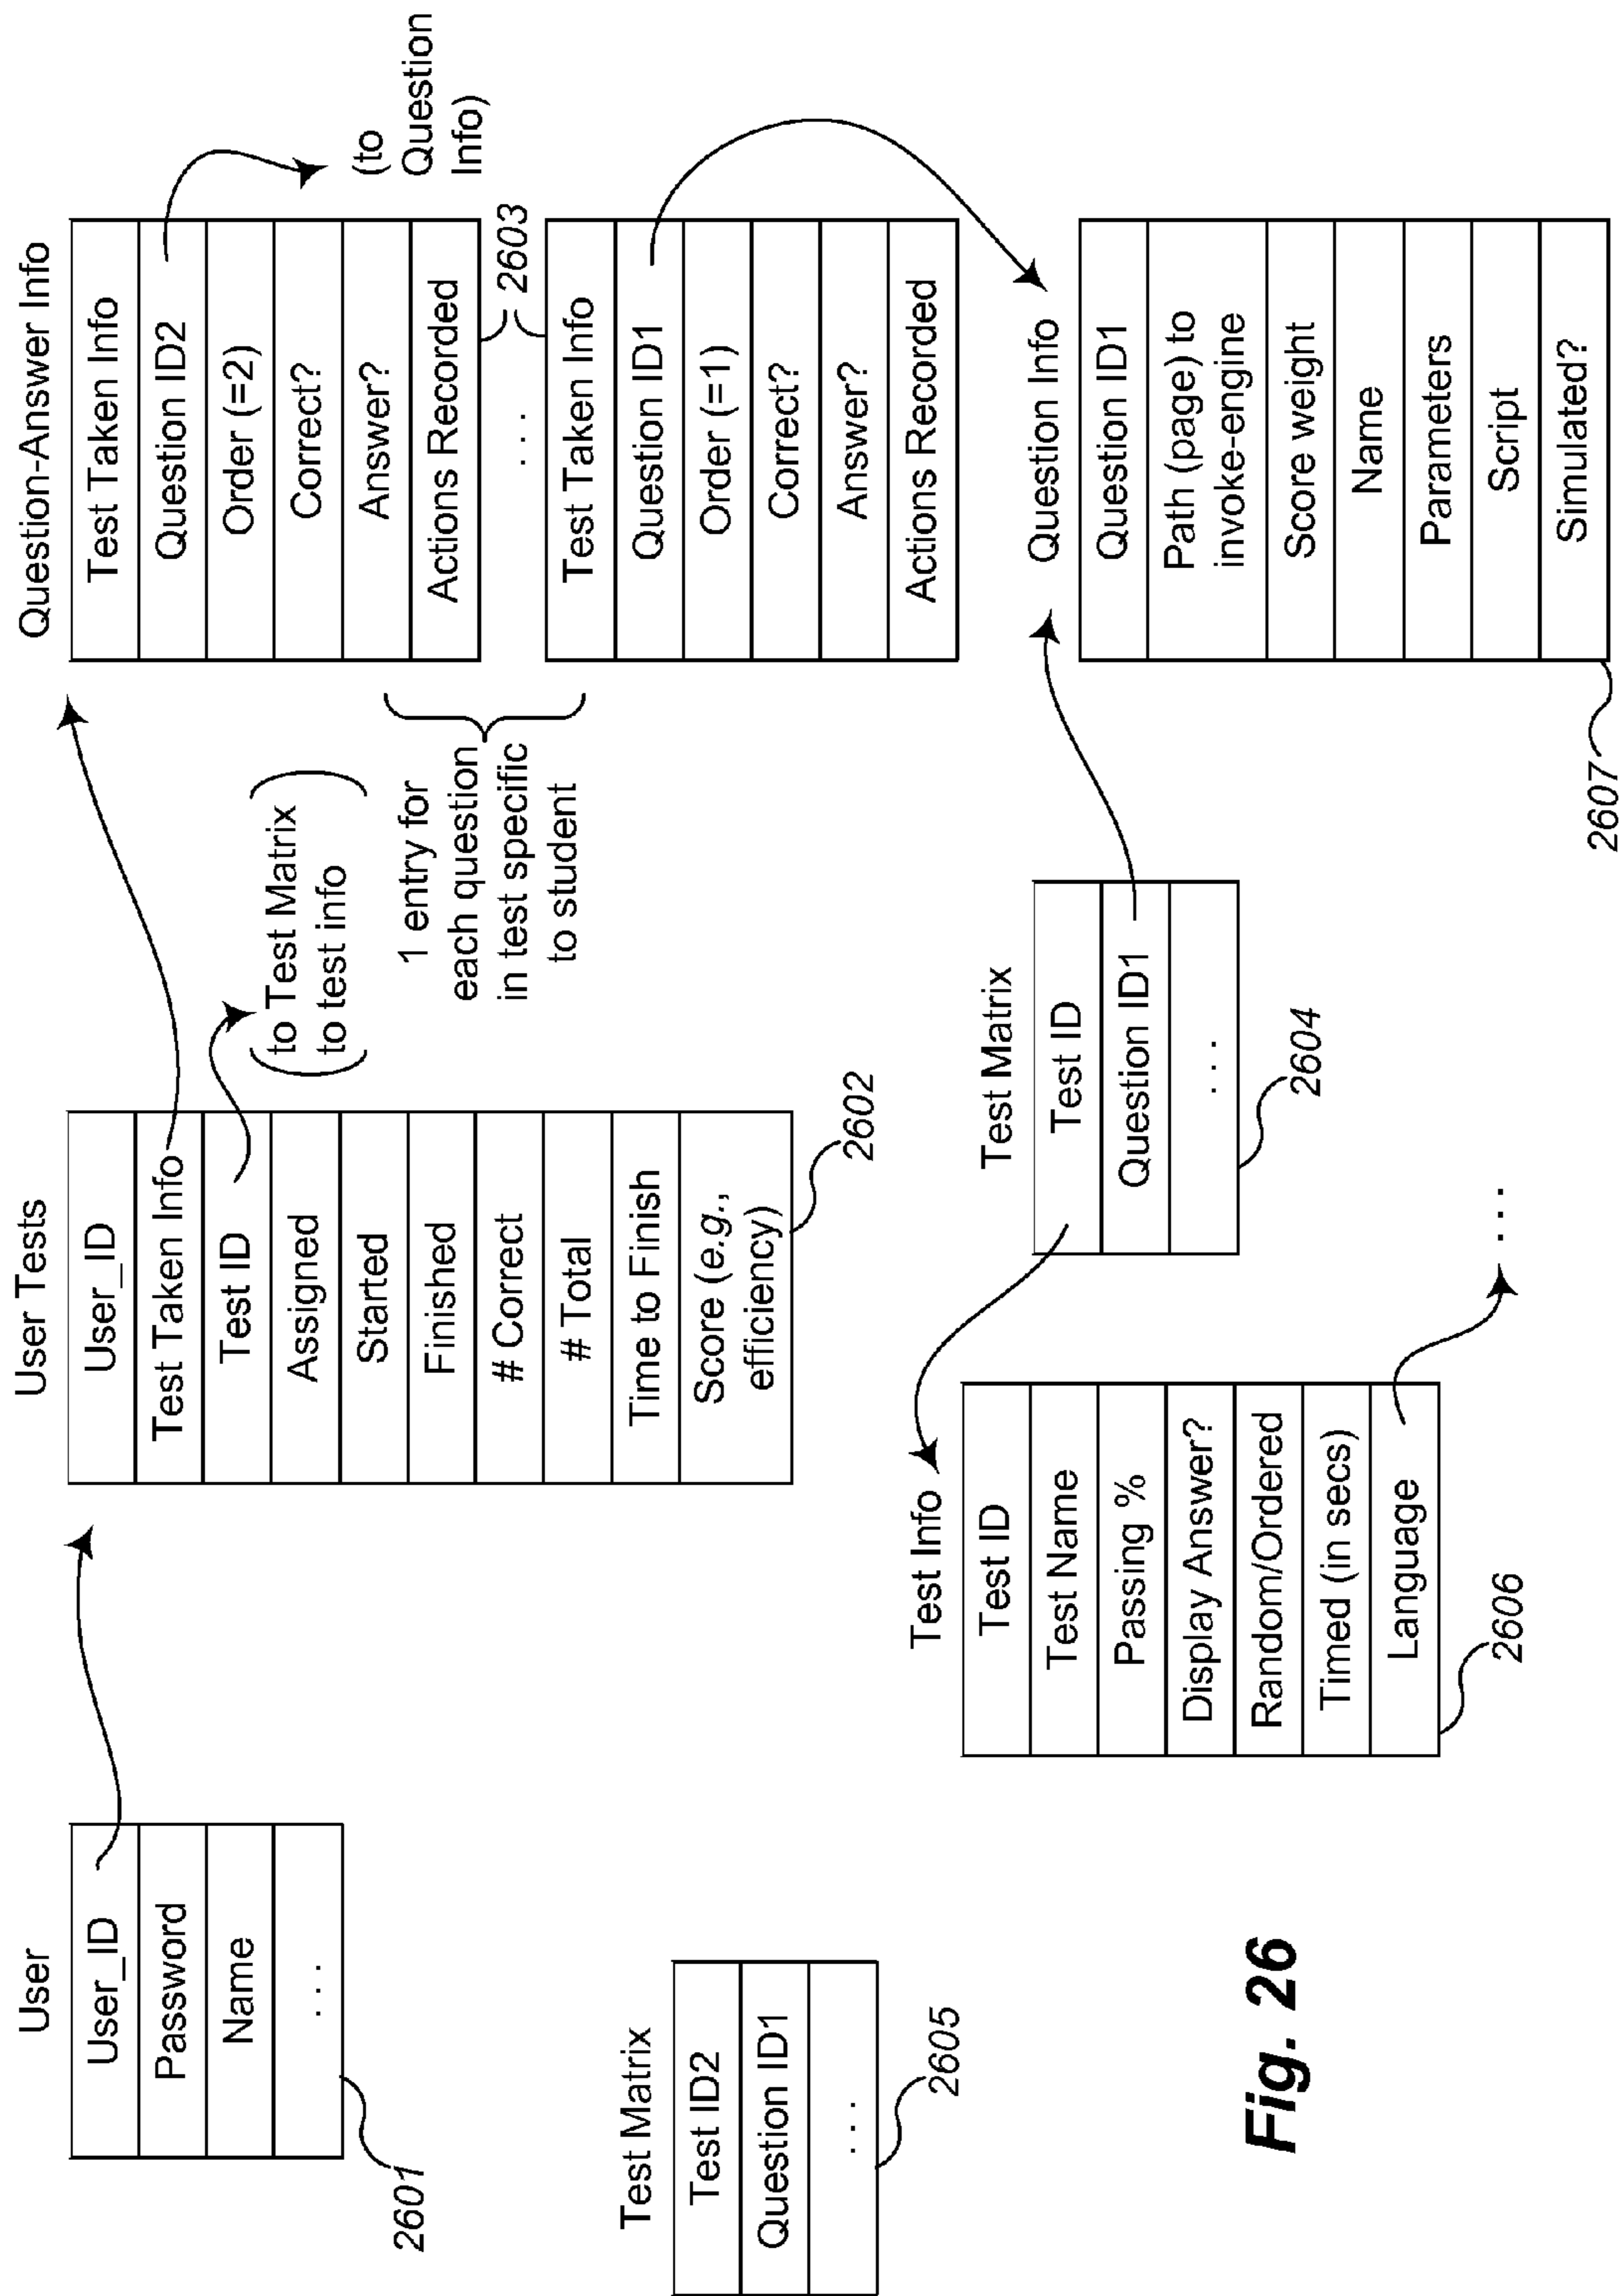 User
User_ID
Password
Name
. . .
2601
User Tests
User_ID
Test Taken Info
Test ID
Assigned
Started
Finished
# Correct
# Total
Time to Finish
Score (e.g.,
efficiency)
2602
to Test Matrix
to test info
1 entry for
each question
in test specific
to student
Question-Answer Info
Test Taken Info
Question ID2
Order (=2)
Correct?
Answer?
Actions Recorded
(to
Question
Info)
. . .
2603
Test Taken Info
Question ID1
Order (=1)
Correct?
Answer?
Actions Recorded
Test Matrix
Test ID2
Question ID1
. . .
2605
Test Info
Test ID
Test Name
Passing %
Display Answer?
Random/Ordered
Timed (in secs)
Language
2606
. . .
Test Matrix
Test ID
Question ID1
. . .
2604
Question Info
Question ID1
Path (page) to
invoke-engine
Score weight
Name
Parameters
Script
Simulated?
2607
Fig. 26